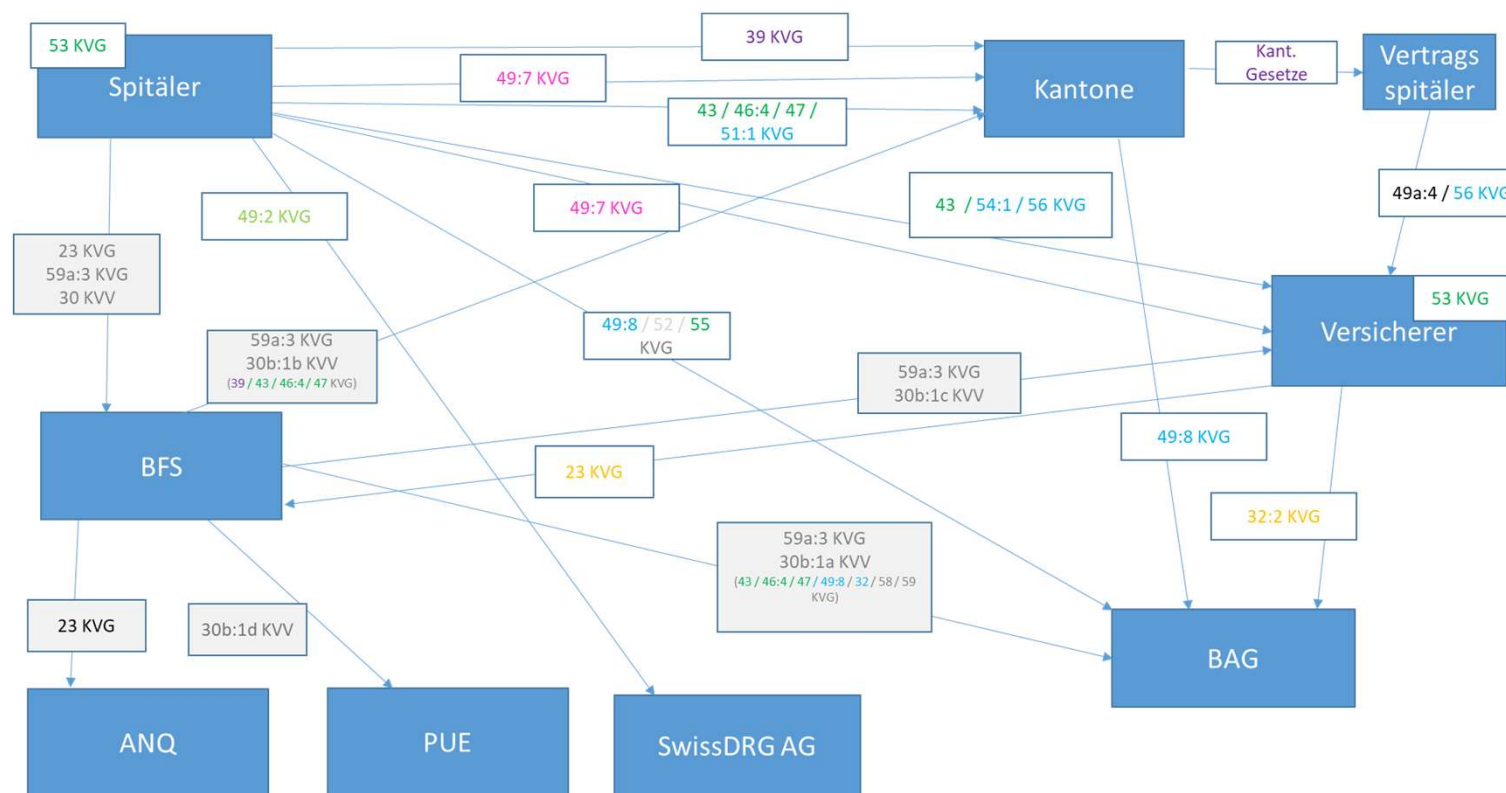 53 KVG
Spitäler
39 KVG
49:7 KVG
43 / 46:4 / 47 /
51:1 KVG
Kantone
Kant.
Gesetze
Vertrags
spitäler
49:2 KVG
49:7 KVG
43 / 54:1 / 56 KVG
49a:4 / 56 KVG
23 KVG
59a:3 KVG
30 KVV
53 KVG
Versicherer
59a:3 KVG
30b:1b KVV
(39 / 43 / 46:4 / 47 KVG)
49:8 / 52 / 55
KVG
59a:3 KVG
30b:1c KVV
BFS
23 KVG
49:8 KVG
32:2 KVG
59a:3 KVG
30b:1a KVV
(43 / 46:4 / 47 / 49:8 / 32 / 58 / 59
KVG)
23 KVG
30b:1d KVV
BAG
ANQ
PUE
SwissDRG AG